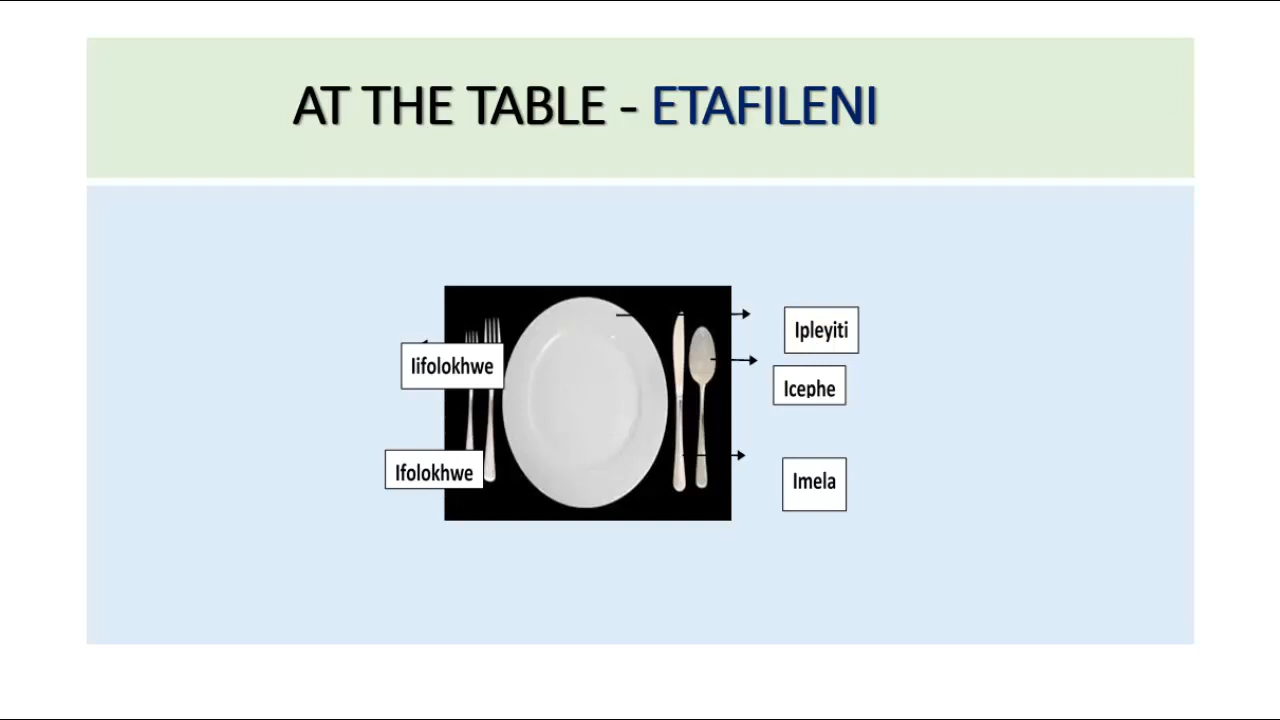 AT THE TABLE - ETAFILENI
Ipleyiti
Iifolokhwe
Icephe
Ifolokhwe
Imela